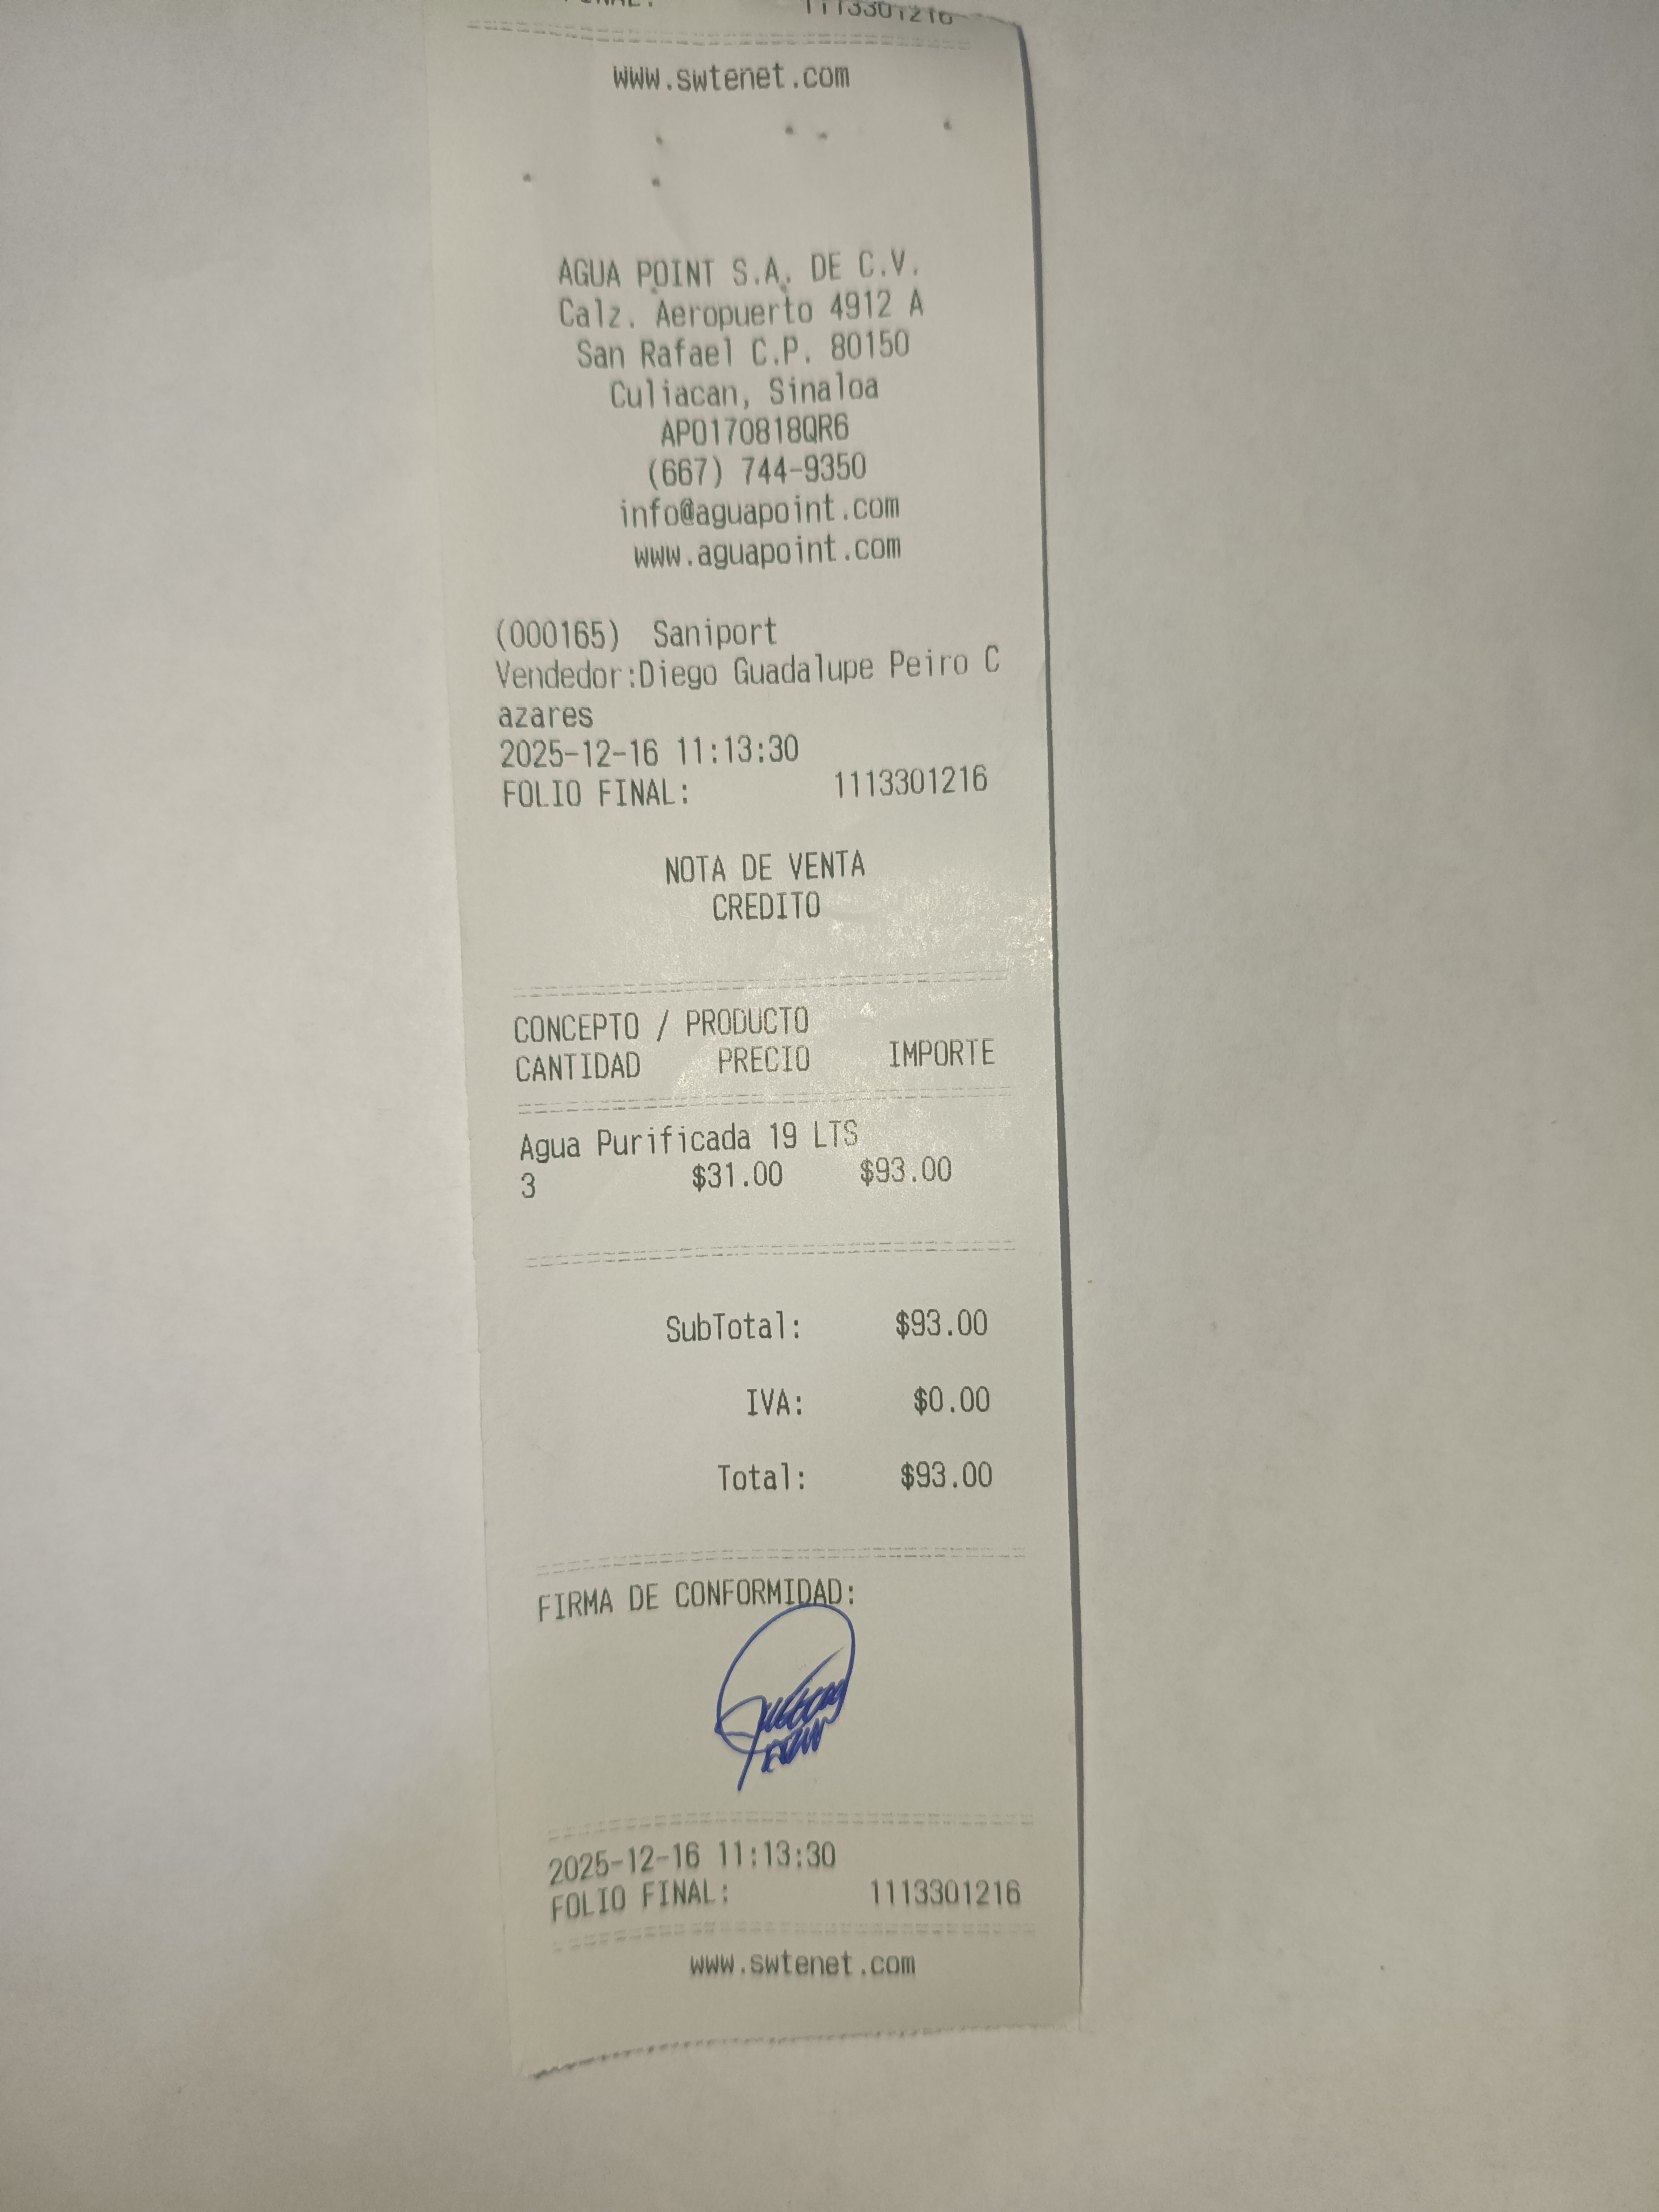 1113301216
www.swtenet.com
AGUA POINT S.A. DE C.V.
Calz. Aeropuerto 4912 A
San Rafael C.P. 80150
Culiacan, Sinaloa
APO170818QR6
(667) 744-9350
info@aguapoint.com
www.aguapoint.com
(000165) Saniport
Vendedor:Diego Guadalupe Peiro C
azares
2025-12-16 11:13:30
FOLIO FINAL: 1113301216
NOTA DE VENTA
CREDITO
CONCEPTO / PRODUCTO
CANTIDAD PRECIO IMPORTE
Agua Purificada 19 LTS
3 $31.00 $93.00
SubTotal: $93.00
IVA: $0.00
Total: $93.00
FIRMA DE CONFORMIDAD:
2025-12-16 11:13:30
FOLIO FINAL: 1113301216
www.swtenet.com